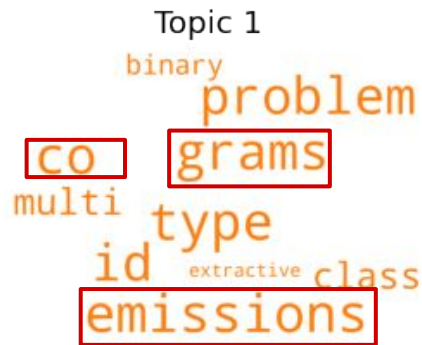 Topic 1
binary
problem
co grams
multi type
id extractive class
emissions